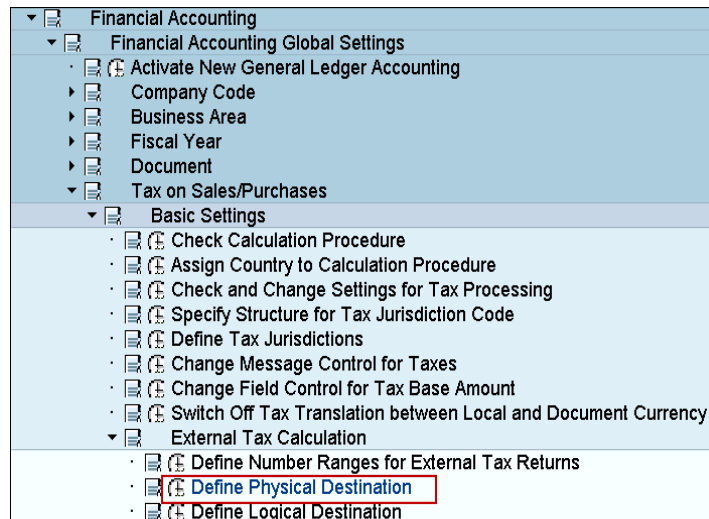 Financial Accounting
Financial Accounting Global Settings
Activate New General Ledger Accounting
Company Code
Business Area
Fiscal Year
Document
Tax on Sales/Purchases
Basic Settings
Check Calculation Procedure
Assign Country to Calculation Procedure
Check and Change Settings for Tax Processing
Specify Structure for Tax Jurisdiction Code
Define Tax Jurisdictions
Change Message Control for Taxes
Change Field Control for Tax Base Amount
Switch Off Tax Translation between Local and Document Currency
External Tax Calculation
Define Number Ranges for External Tax Returns
Define Physical Destination
Define Logical Destination